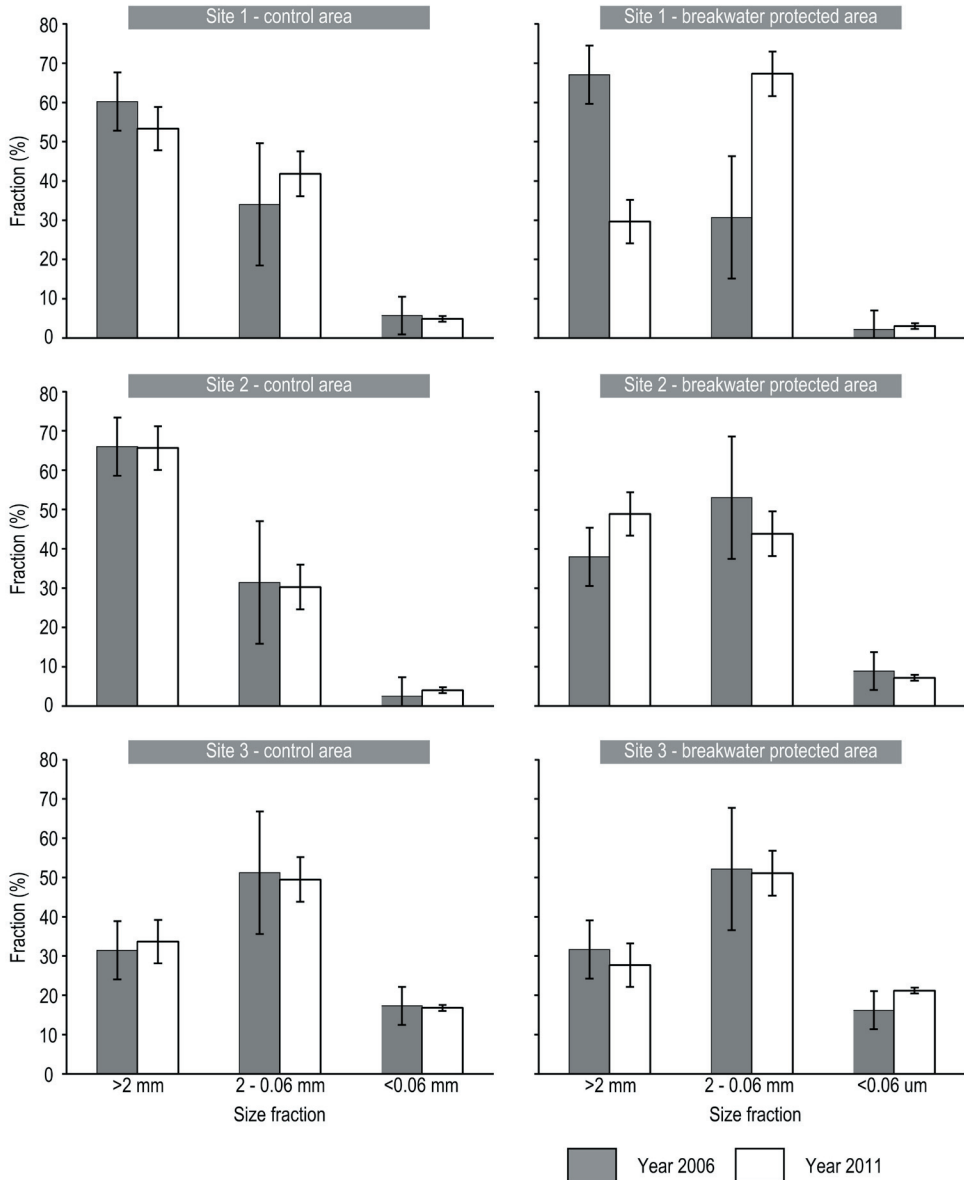 Site 1 - control area
Site 1 - breakwater protected area
80
70
60
50
40
30
20
10
0
Fraction (%)
Site 2 - control area
Site 2 - breakwater protected area
80
70
60
50
40
30
20
10
0
Fraction (%)
Site 3 - control area
Site 3 - breakwater protected area
80
70
60
50
40
30
20
10
0
Fraction (%)
>2 mm 2 - 0.06 mm <0.06 mm
>2 mm 2 - 0.06 mm <0.06 um
Size fraction
Size fraction
Year 2006 Year 2011